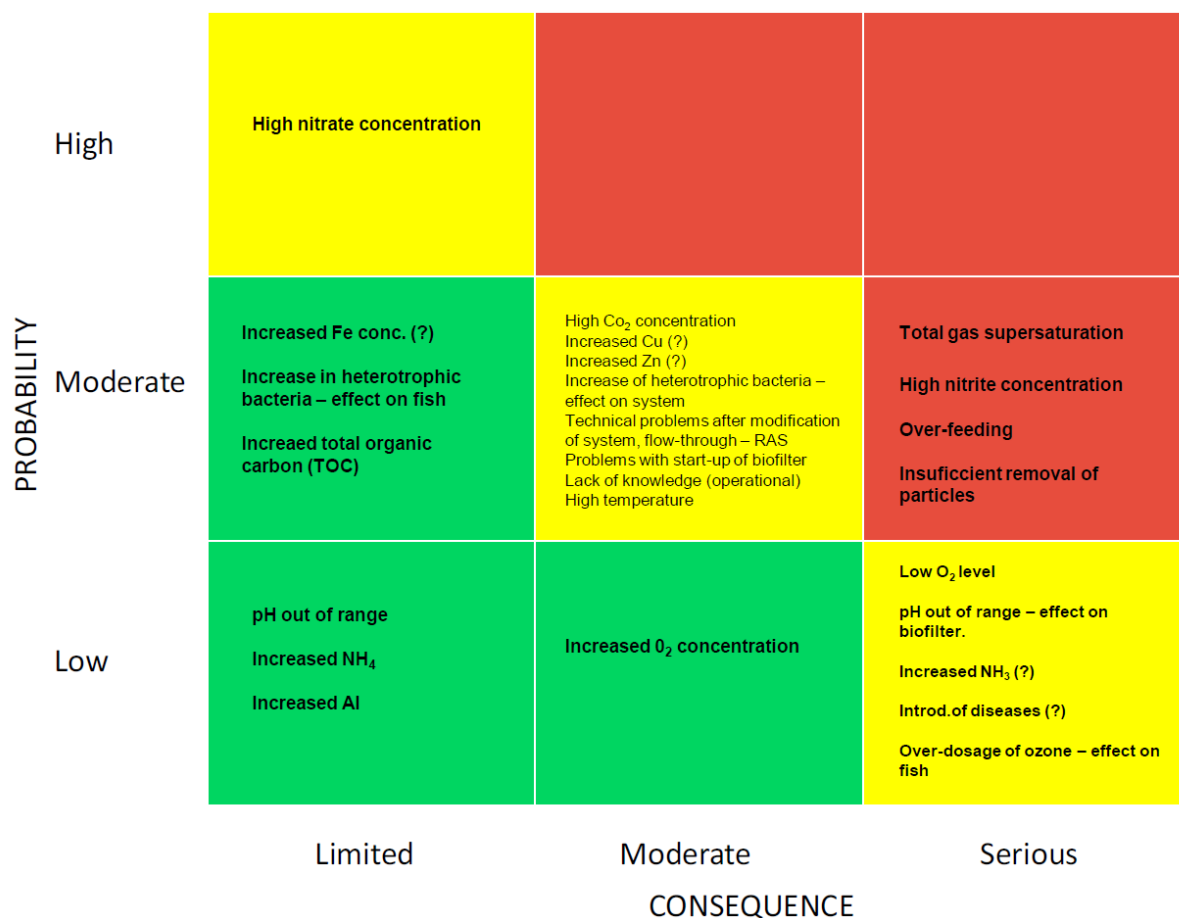 High nitrate concentration
High
Increased Fe conc. (?)
Increase in heterotrophic
bacteria – effect on fish
Increaed total organic
carbon (TOC)
High Co₂ concentration
Increased Cu (?)
Increased Zn (?)
Increase of heterotrophic bacteria –
effect on system
Technical problems after modification
of system, flow-through – RAS
Problems with start-up of biofilter
Lack of knowledge (operational)
High temperature
Total gas supersaturation
High nitrite concentration
Over-feeding
Insuficcient removal of
particles
PROBABILITY
Moderate
pH out of range
Increased NH₄
Increased Al
Increased 0₂ concentration
Low O₂ level
pH out of range – effect on
biofilter.
Increased NH₃ (?)
Introd.of diseases (?)
Over-dosage of ozone – effect on
fish
Low
Limited
Moderate
Serious
CONSEQUENCE